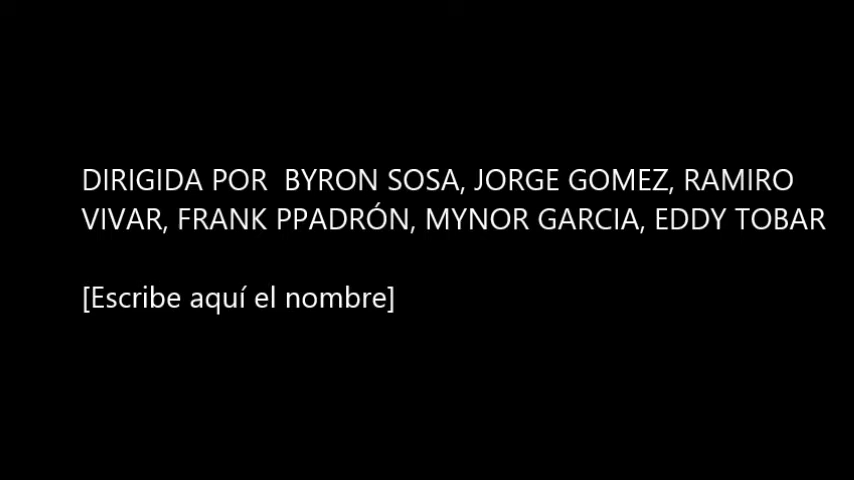 DIRIGIDA POR  BYRON SOSA, JORGE GOMEZ, RAMIRO
VIVAR, FRANK PPADRÓN, MYNOR GARCIA, EDDY TOBAR
[Escribe aquí el nombre]